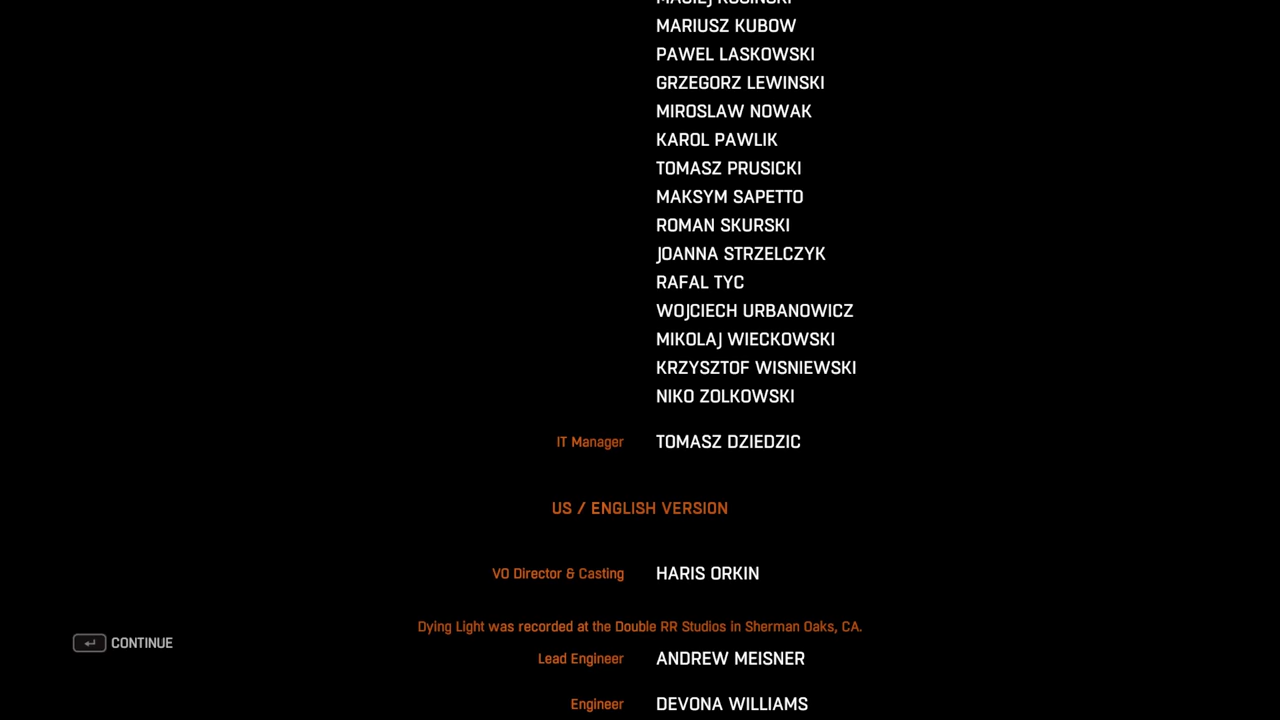 MARIUSZ KUBOW
PAWEL LASKOWSKI
GRZEGORZ LEWINSKI
MIROSLAW NOWAK
KAROL PAWLIK
TOMASZ PRUSICKI
MAKSYM SAPETTO
ROMAN SKURSKI
JOANNA STRZELCZYK
RAFAL TYC
WOJCIECH URBANOWICZ
MIKOLAJ WIECKOWSKI
KRZYSZTOF WISNIEWSKI
NIKO ZOLKOWSKI
IT Manager TOMASZ DZIEDZIC
US / ENGLISH VERSION
VO Director & Casting HARIS ORKIN
Dying Light was recorded at the Double RR Studios in Sherman Oaks, CA.
CONTINUE
Lead Engineer ANDREW MEISNER
Engineer DEVONA WILLIAMS